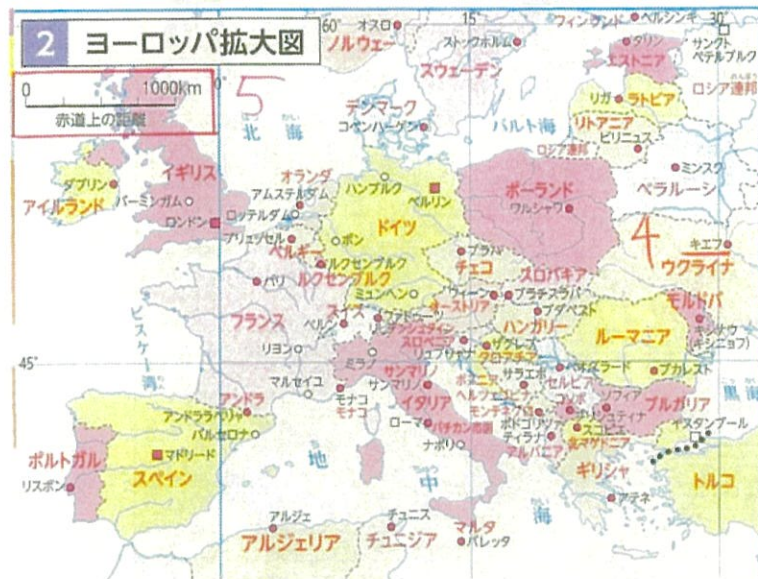 2 ヨーロッパ拡大図
0 1000km
赤道上の距離
5
60°
15°
30°
オスロ
ノルウェー
ストックホルム
スウェーデン
フィンランド
ヘルシンキ
タリン
エストニア
サンクト
ペテルブルク
ロシア連邦
リガ
ラトビア
リトアニア
ビリニュス
ロシア連邦
デンマーク
コペンハーゲン
バルト海
北海
ミンスク
ベラルーシ
イギリス
ダブリン
アイルランド
バーミンガム
ロンドン
オランダ
アムステルダム
ロッテルダム
ブリュッセル
ベルギー
ハンブルク
ベルリン
ドイツ
ボン
ルクセンブルク
ルクセンブルク
ポーランド
ワルシャワ
4
キエフ
ウクライナ
プラハ
チェコ
スロバキア
パリ
フランス
ミュンヘン
ウィーン
ブラチスラバ
オーストリア
ブダペスト
ハンガリー
モルドバ
キシナウ
(キシニョフ)
スイス
ベルン
ファドーツ
リヒテンシュタイン
スロベニア
リュブリャナ
ザグレブ
クロアチア
ルーマニア
ブカレスト
ビスケー湾
リヨン
ミラノ
45°
サンマリノ
サンマリノ
ボスニア
ヘルツェゴビナ
サラエボ
ベオグラード
セルビア
コソボ
プリシュティナ
ソフィア
ブルガリア
黒海
マルセイユ
モナコ
モナコ
アンドラ
アンドララベリャ
バルセロナ
イタリア
ローマ
バチカン市国
ナポリ
モンテネグロ
ポドゴリツァ
ティラナ
アルバニア
スコピエ
北マケドニア
イスタンブール
ポルトガル
リスボン
マドリード
スペイン
地中海
ギリシャ
アテネ
トルコ
アルジェ
アルジェリア
チュニス
チュニジア
マルタ
バレッタ